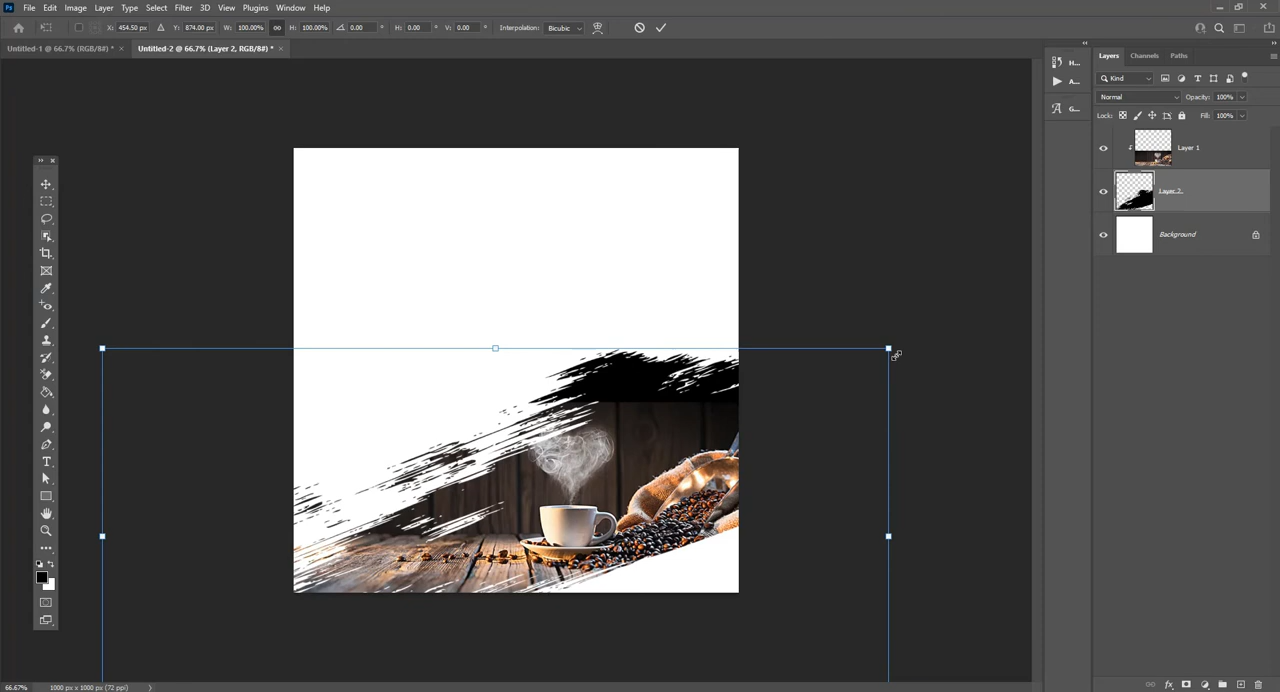 Ps File Edit Image Layer Type Select Filter 3D View Plugins Window Help
X: 454.50 px Y: 874.00 px W: 100.00% H: 100.00% 0.00 ° H: 0.00 ° V: 0.00 ° Interpolation: Bicubic
Untitled-1 @ 66.7% (RGB/8#) * × Untitled-2 @ 66.7% (Layer 2, RGB/8#) * ×
H...
A...
G...
Layers Channels Paths
Kind
Normal Opacity: 100%
Lock: Fill: 100%
Layer 1
Layer 2
Background
66.67% 1000 px x 1000 px (72 ppi)